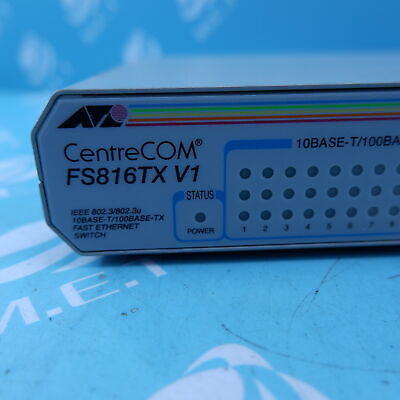 CentreCOM®
FS816TX V1
IEEE 802.3/802.3u
10BASE-T/100BASE-TX
FAST ETHERNET
SWITCH
STATUS
POWER
10BASE-T/100BA
1 2 3 4 5 6 7
M.E.T